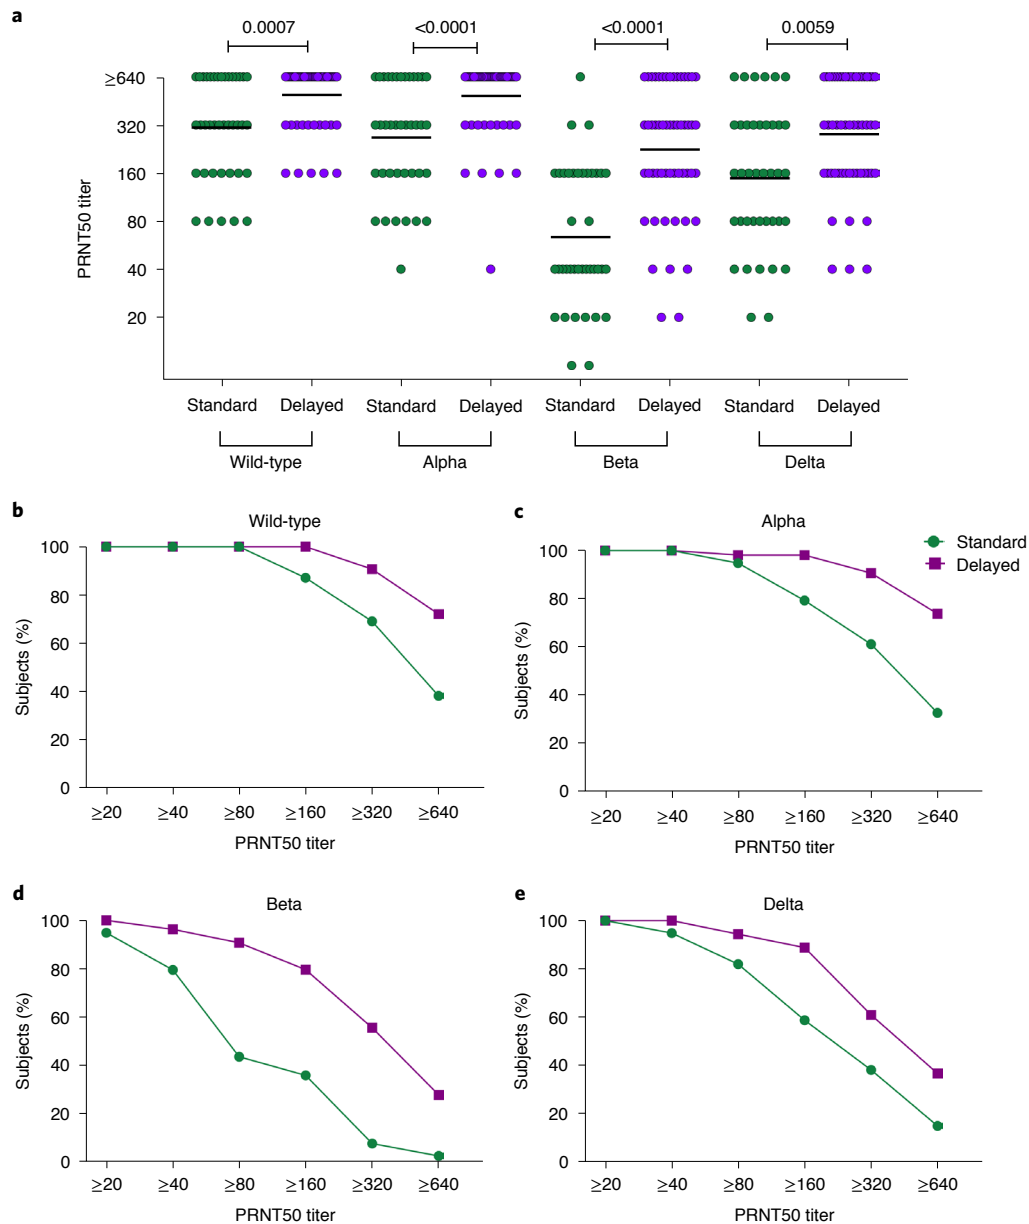 a
0.0007 <0.0001 <0.0001 0.0059
≥640
320
160
80
40
20
PRNT50 titer
Standard Delayed Standard Delayed Standard Delayed Standard Delayed
Wild-type Alpha Beta Delta
b
Wild-type
100
80
60
40
20
0
Subjects (%)
≥20 ≥40 ≥80 ≥160 ≥320 ≥640
PRNT50 titer
c
Alpha
Standard
Delayed
100
80
60
40
20
0
Subjects (%)
≥20 ≥40 ≥80 ≥160 ≥320 ≥640
PRNT50 titer
d
Beta
100
80
60
40
20
0
Subjects (%)
≥20 ≥40 ≥80 ≥160 ≥320 ≥640
PRNT50 titer
e
Delta
100
80
60
40
20
0
Subjects (%)
≥20 ≥40 ≥80 ≥160 ≥320 ≥640
PRNT50 titer